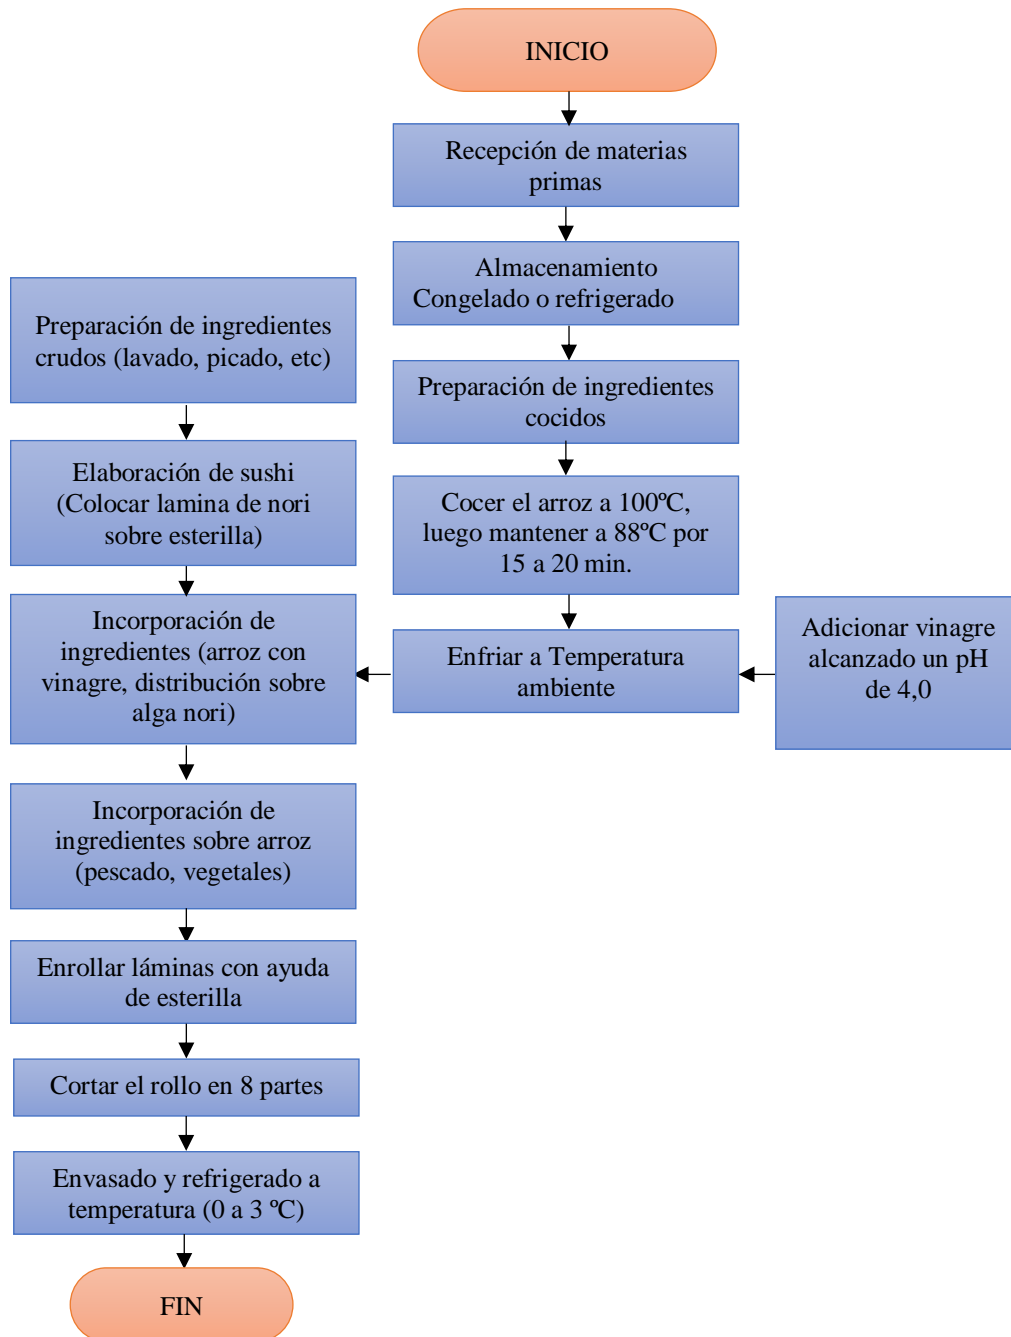 INICIO
Recepción de materias
primas
Almacenamiento
Congelado o refrigerado
Preparación de ingredientes
cocidos
Cocer el arroz a 100ºC,
luego mantener a 88ºC por
15 a 20 min.
Enfriar a Temperatura
ambiente
Adicionar vinagre
alcanzado un pH
de 4,0
Preparación de ingredientes
crudos (lavado, picado, etc)
Elaboración de sushi
(Colocar lamina de nori
sobre esterilla)
Incorporación de
ingredientes (arroz con
vinagre, distribución sobre
alga nori)
Incorporación de
ingredientes sobre arroz
(pescado, vegetales)
Enrollar láminas con ayuda
de esterilla
Cortar el rollo en 8 partes
Envasado y refrigerado a
temperatura (0 a 3 ºC)
FIN